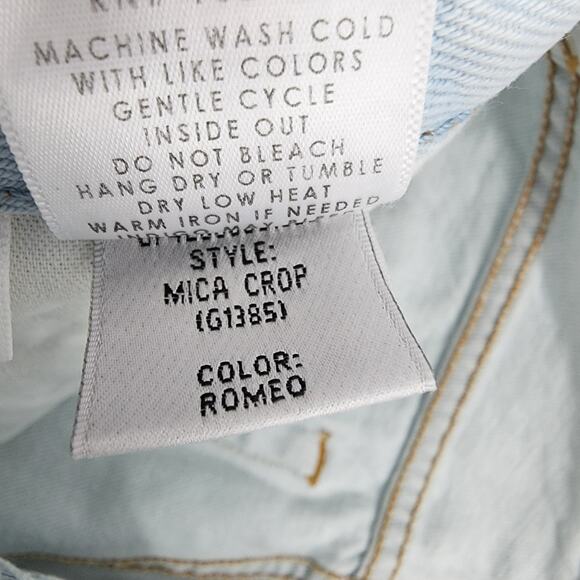 MACHINE WASH COLD
WITH LIKE COLORS
GENTLE CYCLE
INSIDE OUT
DO NOT BLEACH
HANG DRY OR TUMBLE
DRY LOW HEAT
WARM IRON IF NEEDED
STYLE:
MICA CROP
(G1385)
COLOR:
ROMEO